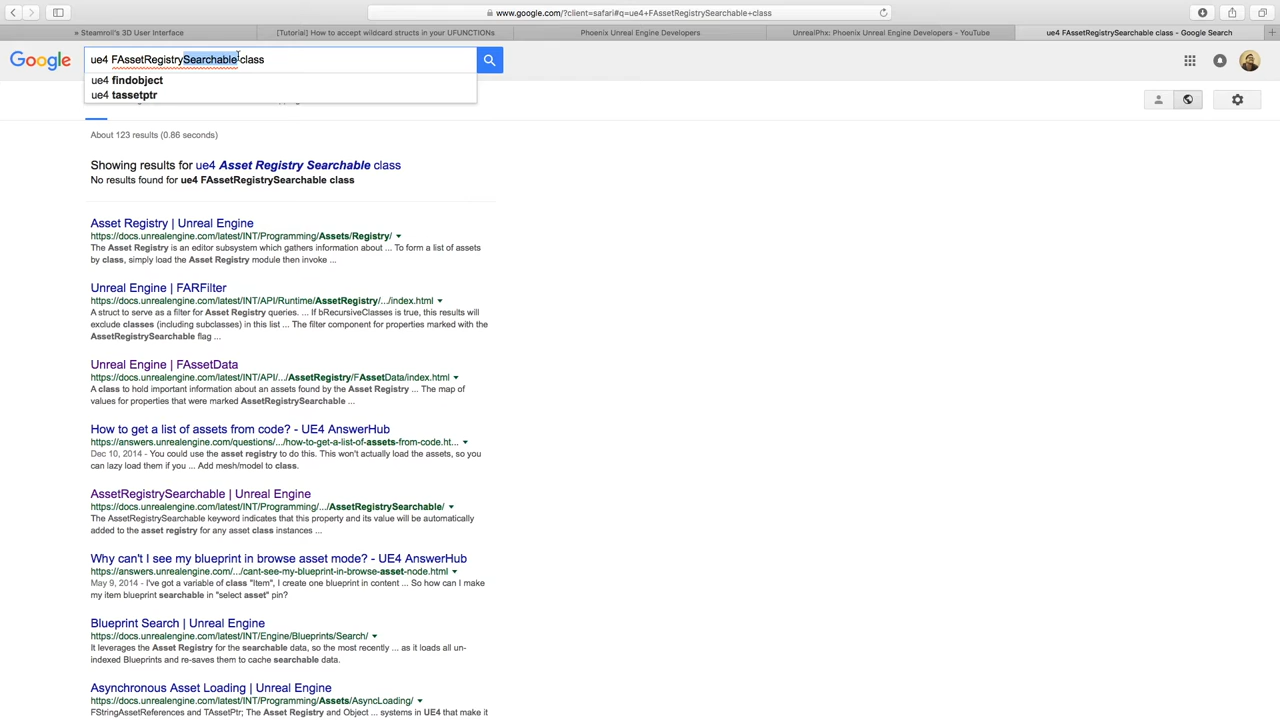 www.google.com/?client=safari#q=ue4+FAssetRegistrySearchable+class
» Steamroll's 3D User Interface
[Tutorial] How to accept wildcard structs in your UFUNCTIONs
Phoenix Unreal Engine Developers
UnrealPhx: Phoenix Unreal Engine Developers - YouTube
ue4 FAssetRegistrySearchable class - Google Search
Google
ue4 FAssetRegistrySearchable class
ue4 findobject
ue4 tassetptr
About 123 results (0.86 seconds)
Showing results for ue4 Asset Registry Searchable class
No results found for ue4 FAssetRegistrySearchable class
Asset Registry | Unreal Engine
https://docs.unrealengine.com/latest/INT/Programming/Assets/Registry/
The Asset Registry is an editor subsystem which gathers information about ... To form a list of assets
by class, simply load the Asset Registry module then invoke ...
Unreal Engine | FARFilter
https://docs.unrealengine.com/latest/INT/API/Runtime/AssetRegistry/.../index.html
A struct to serve as a filter for Asset Registry queries. ... If bRecursiveClasses is true, this results will
exclude classes (including subclasses) in this list ... The filter component for properties marked with the
AssetRegistrySearchable flag ...
Unreal Engine | FAssetData
https://docs.unrealengine.com/latest/INT/API/.../AssetRegistry/FAssetData/index.html
A class to hold important information about an assets found by the Asset Registry ... The map of
values for properties that were marked AssetRegistrySearchable ...
How to get a list of assets from code? - UE4 AnswerHub
https://answers.unrealengine.com/questions/.../how-to-get-a-list-of-assets-from-code.ht...
Dec 10, 2014 - You could use the asset registry to do this. This won't actually load the assets, so you
can lazy load them if you ... Add mesh/model to class.
AssetRegistrySearchable | Unreal Engine
https://docs.unrealengine.com/latest/INT/Programming/.../AssetRegistrySearchable/
The AssetRegistrySearchable keyword indicates that this property and its value will be automatically
added to the asset registry for any asset class instances ...
Why can't I see my blueprint in browse asset mode? - UE4 AnswerHub
https://answers.unrealengine.com/.../cant-see-my-blueprint-in-browse-asset-node.html
May 9, 2014 - I've got a variable of class "Item", I create one blueprint in content ... So how can I make
my item blueprint searchable in "select asset" pin?
Blueprint Search | Unreal Engine
https://docs.unrealengine.com/latest/INT/Engine/Blueprints/Search/
It leverages the Asset Registry for the searchable data, so the most recently ... as it loads all un-
indexed Blueprints and re-saves them to cache searchable data.
Asynchronous Asset Loading | Unreal Engine
https://docs.unrealengine.com/latest/INT/Programming/Assets/AsyncLoading/
FStringAssetReferences and TAssetPtr; The Asset Registry and Object ... systems in UE4 that make it